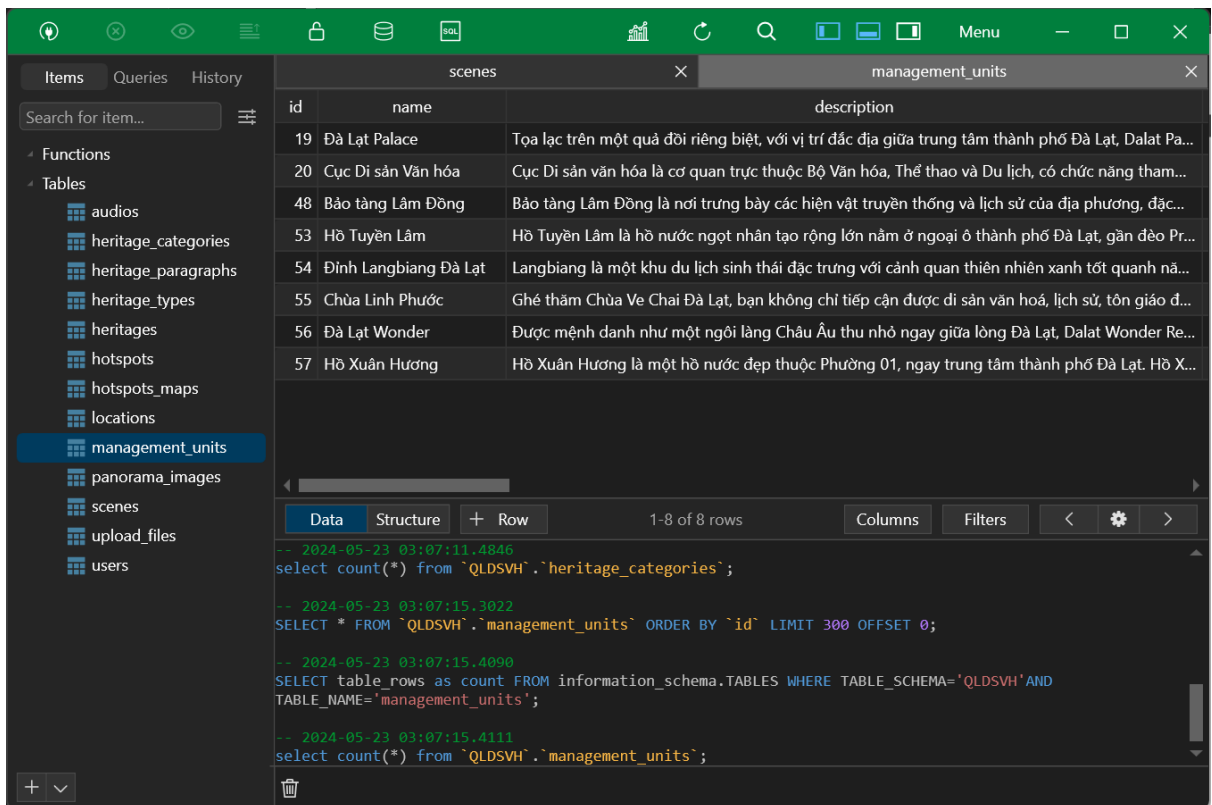 SQL
Menu
Items Queries History
Search for item...
Functions
Tables
audios
heritage_categories
heritage_paragraphs
heritage_types
heritages
hotspots
hotspots_maps
locations
management_units
panorama_images
scenes
upload_files
users
scenes management_units
id name description
19 Đà Lạt Palace Tọa lạc trên một quả đồi riêng biệt, với vị trí đắc địa giữa trung tâm thành phố Đà Lạt, Dalat Pa...
20 Cục Di sản Văn hóa Cục Di sản văn hóa là cơ quan trực thuộc Bộ Văn hóa, Thể thao và Du lịch, có chức năng tham...
48 Bảo tàng Lâm Đồng Bảo tàng Lâm Đồng là nơi trưng bày các hiện vật truyền thống và lịch sử của địa phương, đặc...
53 Hồ Tuyền Lâm Hồ Tuyền Lâm là hồ nước ngọt nhân tạo rộng lớn nằm ở ngoại ô thành phố Đà Lạt, gần đèo Pr...
54 Đỉnh Langbiang Đà Lạt Langbiang là một khu du lịch sinh thái đặc trưng với cảnh quan thiên nhiên xanh tốt quanh nă...
55 Chùa Linh Phước Ghé thăm Chùa Ve Chai Đà Lạt, bạn không chỉ tiếp cận được di sản văn hoá, lịch sử, tôn giáo đ...
56 Đà Lạt Wonder Được mệnh danh như một ngôi làng Châu Âu thu nhỏ ngay giữa lòng Đà Lạt, Dalat Wonder Re...
57 Hồ Xuân Hương Hồ Xuân Hương là một hồ nước đẹp thuộc Phường 01, ngay trung tâm thành phố Đà Lạt. Hồ X...
Data Structure + Row 1-8 of 8 rows Columns Filters
-- 2024-05-23 03:07:11.4846
select count(*) from `QLDSVH`.`heritage_categories`;
-- 2024-05-23 03:07:15.3022
SELECT * FROM `QLDSVH`.`management_units` ORDER BY `id` LIMIT 300 OFFSET 0;
-- 2024-05-23 03:07:15.4090
SELECT table_rows as count FROM information_schema.TABLES WHERE TABLE_SCHEMA='QLDSVH'AND
TABLE_NAME='management_units';
-- 2024-05-23 03:07:15.4111
select count(*) from `QLDSVH`.`management_units`;